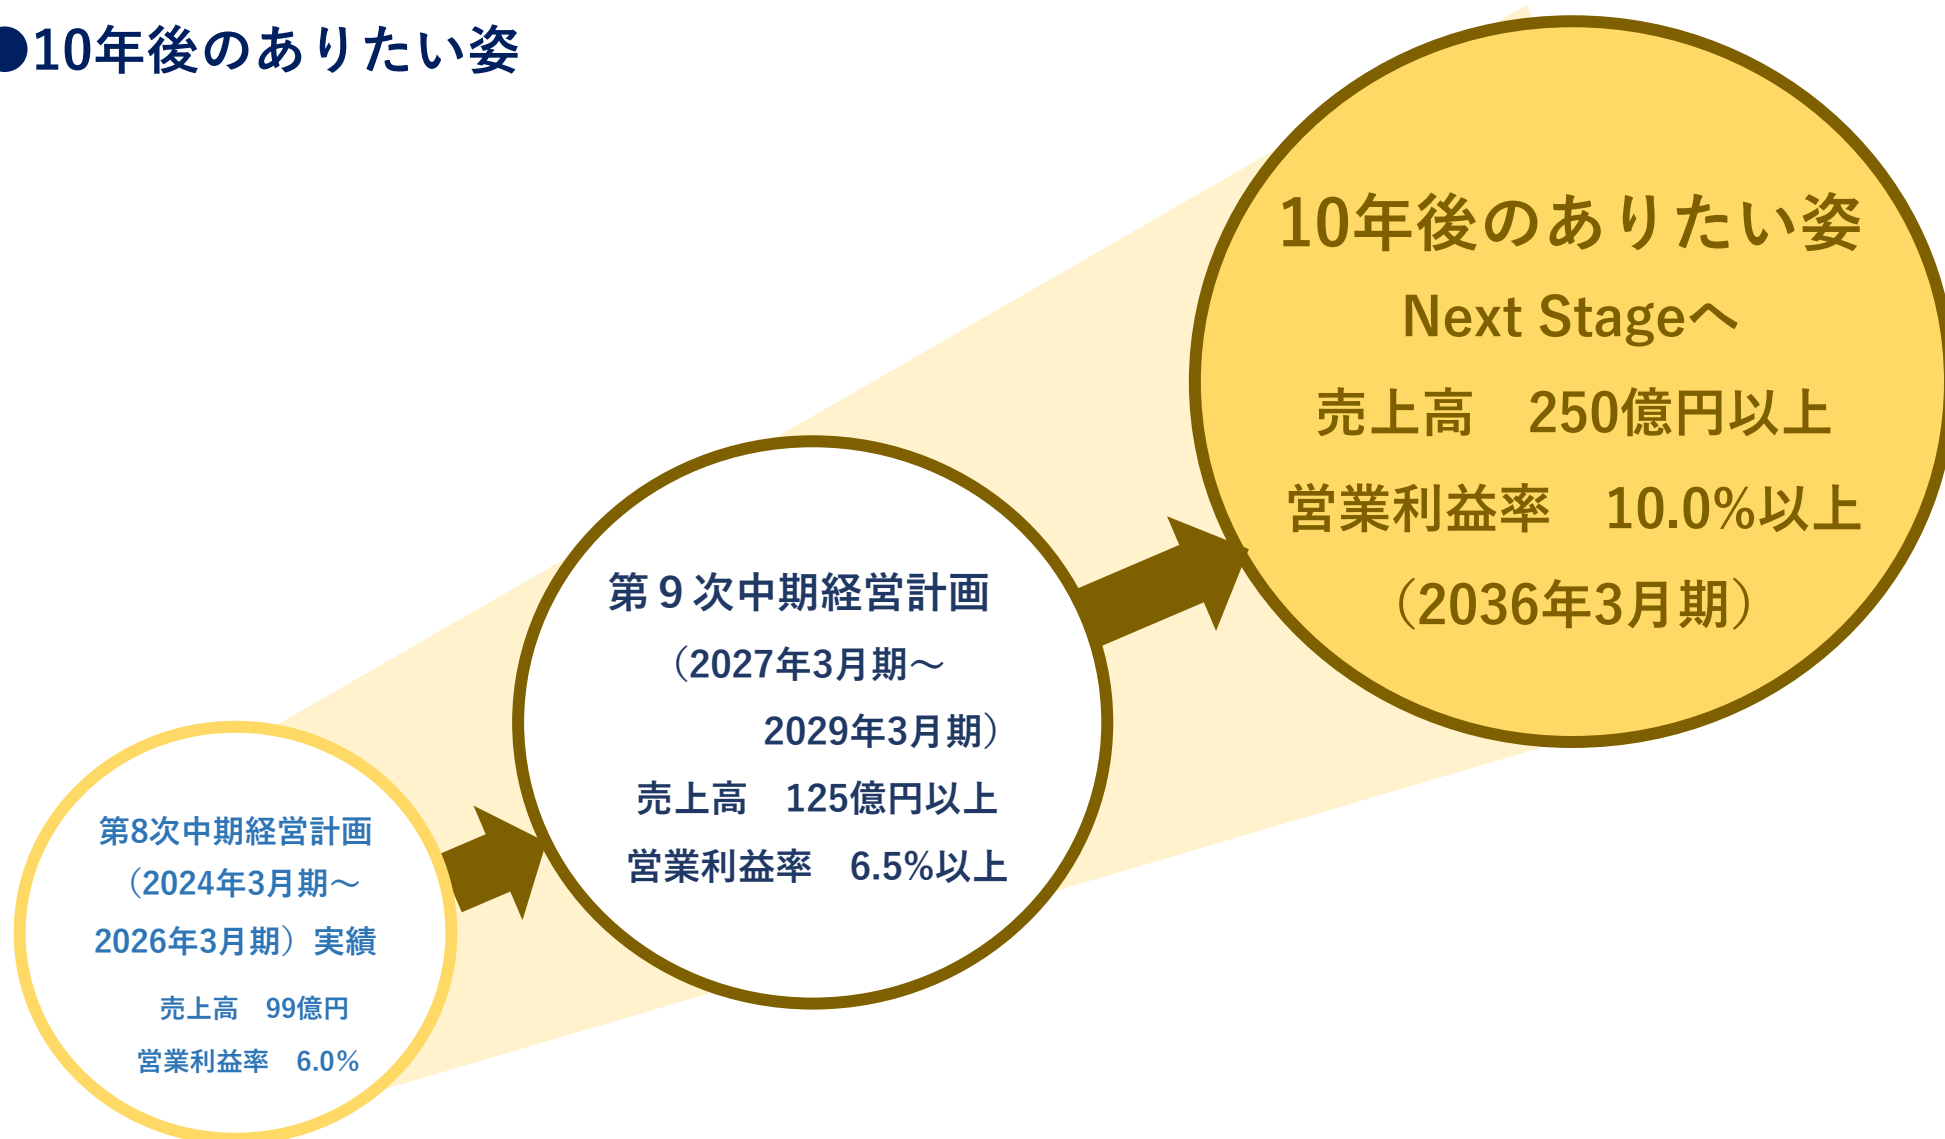 ●10年後のありたい姿
10年後のありたい姿
Next Stageへ
売上高　250億円以上
営業利益率　10.0%以上
（2036年3月期）
第９次中期経営計画
（2027年3月期～
2029年3月期）
売上高　125億円以上
営業利益率　6.5%以上
第8次中期経営計画
（2024年3月期～
2026年3月期）実績
売上高　99億円
営業利益率　6.0%